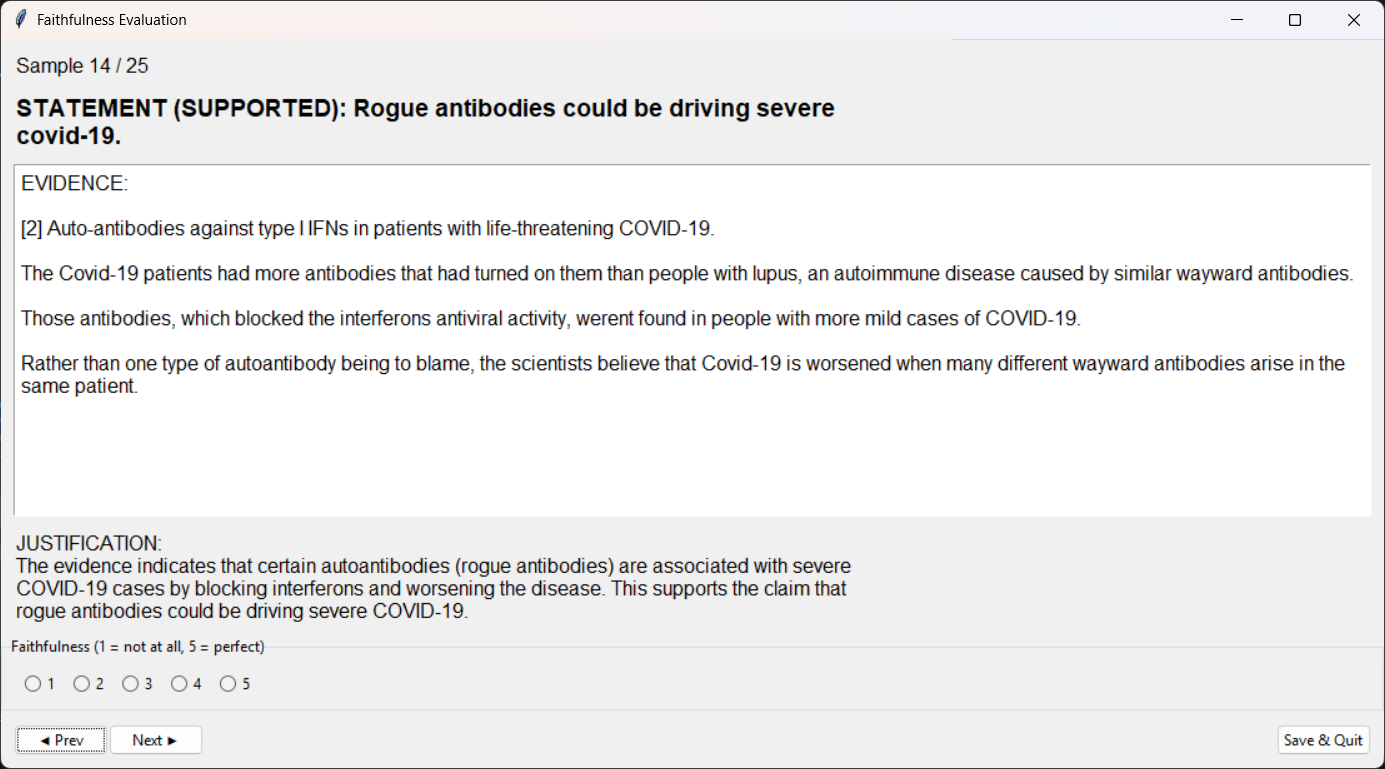 Faithfulness Evaluation
Sample 14 / 25
STATEMENT (SUPPORTED): Rogue antibodies could be driving severe
covid-19.
EVIDENCE:
[2] Auto-antibodies against type I IFNs in patients with life-threatening COVID-19.
The Covid-19 patients had more antibodies that had turned on them than people with lupus, an autoimmune disease caused by similar wayward antibodies.
Those antibodies, which blocked the interferons antiviral activity, werent found in people with more mild cases of COVID-19.
Rather than one type of autoantibody being to blame, the scientists believe that Covid-19 is worsened when many different wayward antibodies arise in the
same patient.
JUSTIFICATION:
The evidence indicates that certain autoantibodies (rogue antibodies) are associated with severe
COVID-19 cases by blocking interferons and worsening the disease. This supports the claim that
rogue antibodies could be driving severe COVID-19.
Faithfulness (1 = not at all, 5 = perfect)
1 2 3 4 5
◄ Prev Next ► Save & Quit